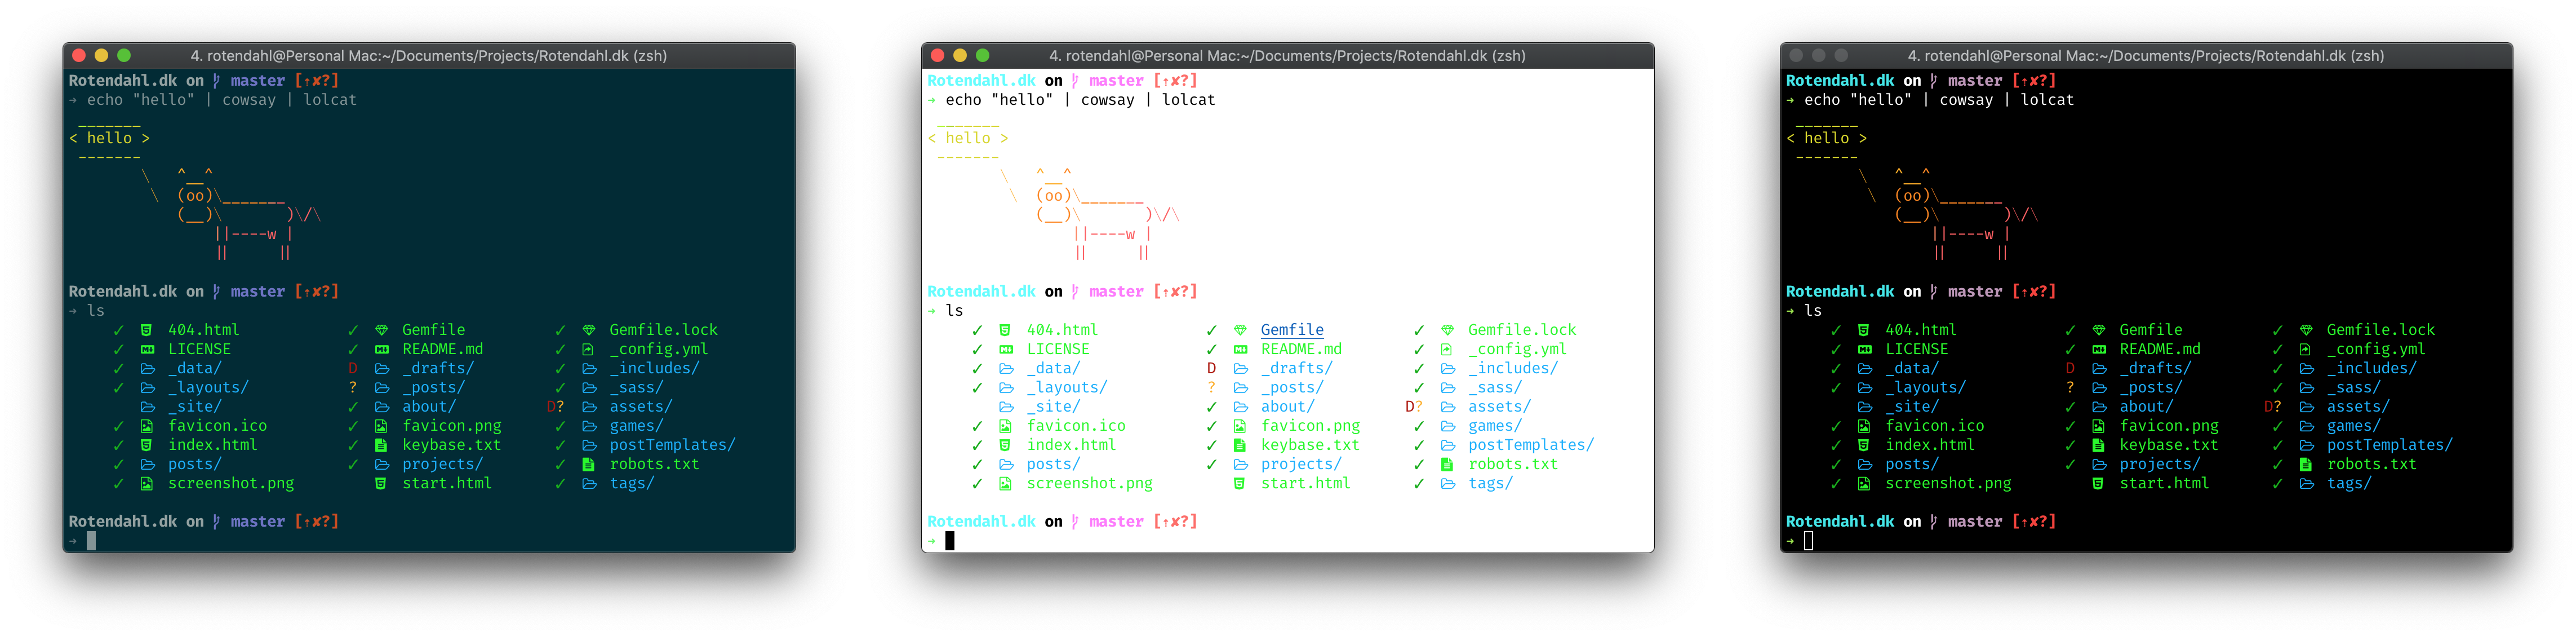 4. rotendahl@Personal Mac:~/Documents/Projects/Rotendahl.dk (zsh)
Rotendahl.dk on master [⇡✘?]
➜ echo "hello" | cowsay | lolcat
 _______
< hello >
 -------
        \   ^__^
         \  (oo)\_______
            (__)\       )\/\
                ||----w |
                ||     ||
Rotendahl.dk on master [⇡✘?]
➜ ls
✓ 404.html ✓ Gemfile ✓ Gemfile.lock
✓ LICENSE ✓ README.md ✓ _config.yml
✓ _data/ D _drafts/ ✓ _includes/
✓ _layouts/ ? _posts/ ✓ _sass/
_site/ ✓ about/ D? assets/
✓ favicon.ico ✓ favicon.png ✓ games/
✓ index.html ✓ keybase.txt ✓ postTemplates/
✓ posts/ ✓ projects/ ✓ robots.txt
✓ screenshot.png start.html ✓ tags/
Rotendahl.dk on master [⇡✘?]
➜
4. rotendahl@Personal Mac:~/Documents/Projects/Rotendahl.dk (zsh)
Rotendahl.dk on master [⇡✘?]
➜ echo "hello" | cowsay | lolcat
 _______
< hello >
 -------
        \   ^__^
         \  (oo)\_______
            (__)\       )\/\
                ||----w |
                ||     ||
Rotendahl.dk on master [⇡✘?]
➜ ls
✓ 404.html ✓ Gemfile ✓ Gemfile.lock
✓ LICENSE ✓ README.md ✓ _config.yml
✓ _data/ D _drafts/ ✓ _includes/
✓ _layouts/ ? _posts/ ✓ _sass/
_site/ ✓ about/ D? assets/
✓ favicon.ico ✓ favicon.png ✓ games/
✓ index.html ✓ keybase.txt ✓ postTemplates/
✓ posts/ ✓ projects/ ✓ robots.txt
✓ screenshot.png start.html ✓ tags/
Rotendahl.dk on master [⇡✘?]
➜
4. rotendahl@Personal Mac:~/Documents/Projects/Rotendahl.dk (zsh)
Rotendahl.dk on master [⇡✘?]
➜ echo "hello" | cowsay | lolcat
 _______
< hello >
 -------
        \   ^__^
         \  (oo)\_______
            (__)\       )\/\
                ||----w |
                ||     ||
Rotendahl.dk on master [⇡✘?]
➜ ls
✓ 404.html ✓ Gemfile ✓ Gemfile.lock
✓ LICENSE ✓ README.md ✓ _config.yml
✓ _data/ D _drafts/ ✓ _includes/
✓ _layouts/ ? _posts/ ✓ _sass/
_site/ ✓ about/ D? assets/
✓ favicon.ico ✓ favicon.png ✓ games/
✓ index.html ✓ keybase.txt ✓ postTemplates/
✓ posts/ ✓ projects/ ✓ robots.txt
✓ screenshot.png start.html ✓ tags/
Rotendahl.dk on master [⇡✘?]
➜